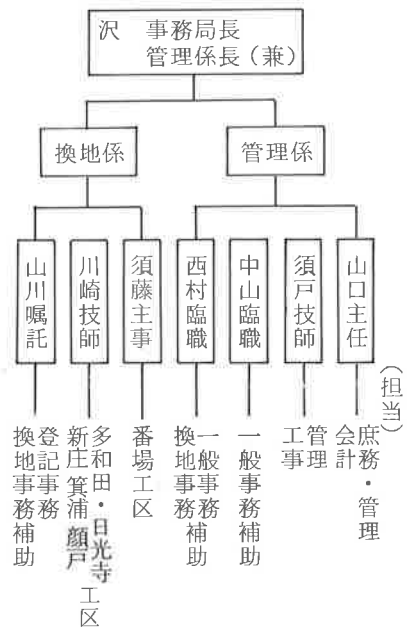 沢 事務局長
管理係長(兼)
換地係
管理係
山口主任
須戸技師
中山臨職
西村臨職
須藤主事
川崎技師
山川嘱託
(担当)
庶務・管理
会計
管理
工事
一般事務補助
一般事務
換地事務補助
番場工区
多和田・日光寺
新庄 箕浦 顔戸
工区
登記事務
換地事務補助